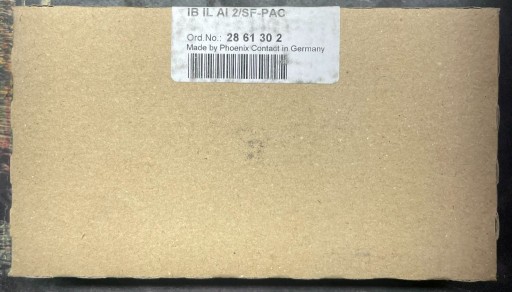 IB IL AI 2/SF-PAC
Ord.No.: 28 61 30 2
Made by Phoenix Contact in Germany